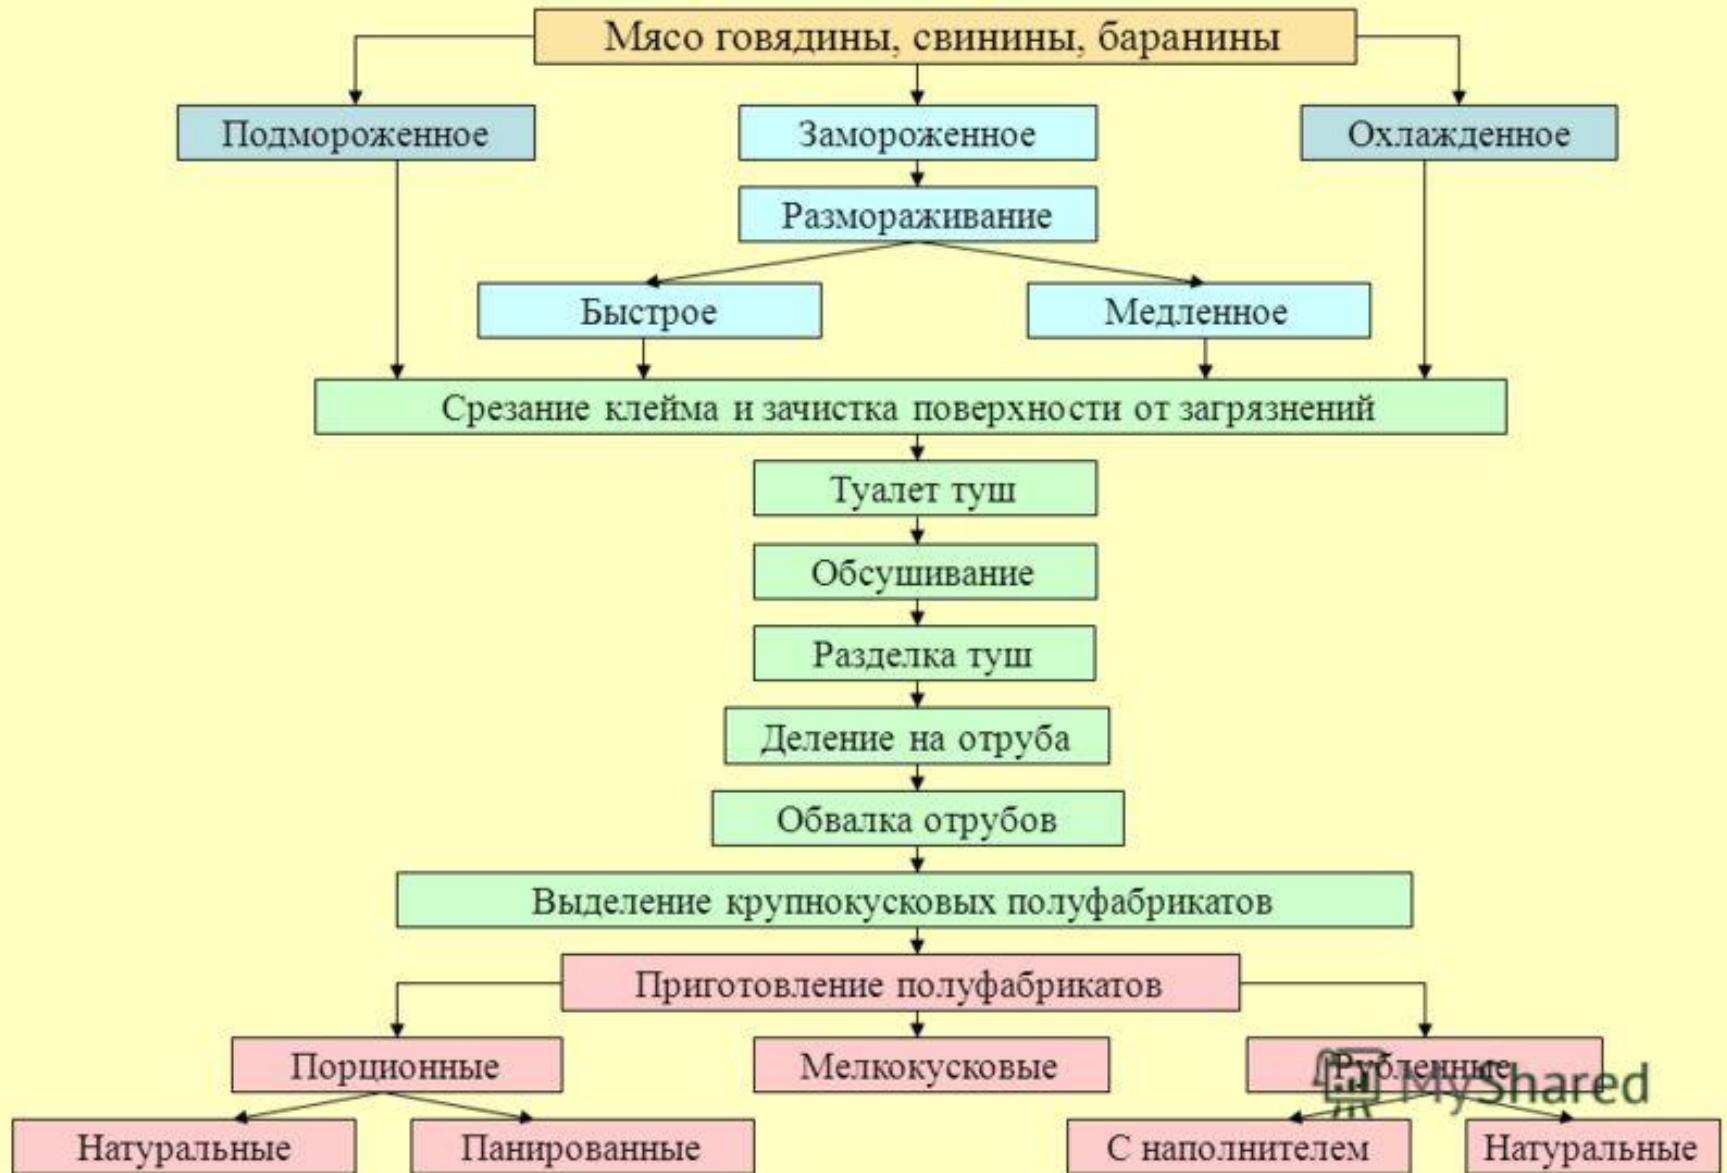 Мясо говядины, свинины, баранины
Подмороженное
Замороженное
Охлажденное
Размораживание
Быстрое
Медленное
Срезание клейма и зачистка поверхности от загрязнений
Туалет туш
Обсушивание
Разделка туш
Деление на отруба
Обвалка отрубов
Выделение крупнокусковых полуфабрикатов
Приготовление полуфабрикатов
Порционные
Мелкокусковые
Рубленные
MyShared
Натуральные
Панированные
С наполнителем
Натуральные